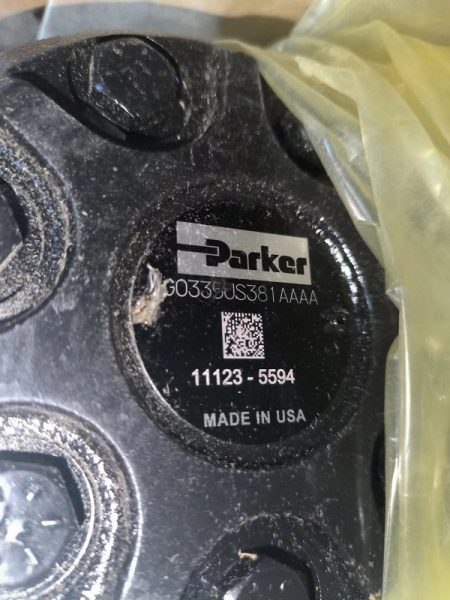 Parker
G0335US381AAAA
11123 - 5594
MADE IN USA